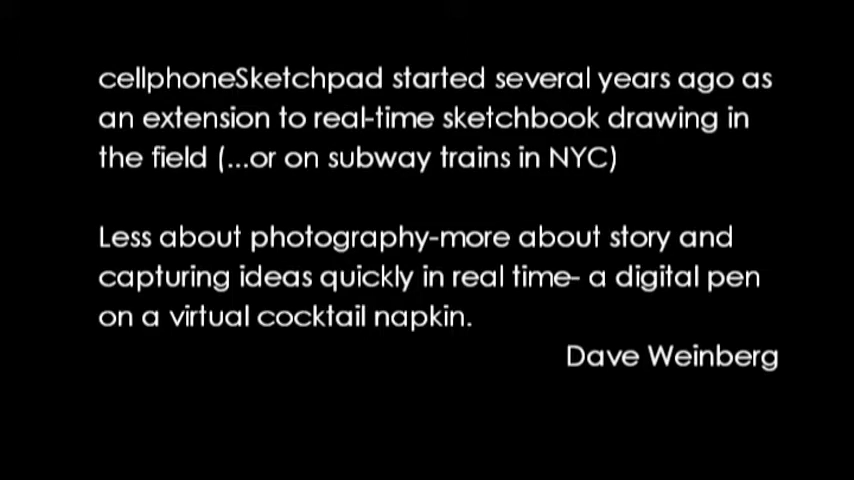 cellphoneSketchpad started several years ago as
an extension to real-time sketchbook drawing in
the field (...or on subway trains in NYC)
Less about photography-more about story and
capturing ideas quickly in real time- a digital pen
on a virtual cocktail napkin.
Dave Weinberg